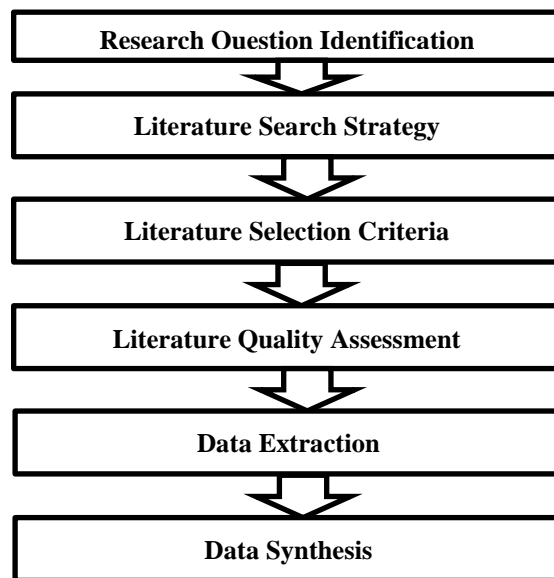 Research Ouestion Identification
Literature Search Strategy
Literature Selection Criteria
Literature Quality Assessment
Data Extraction
Data Synthesis